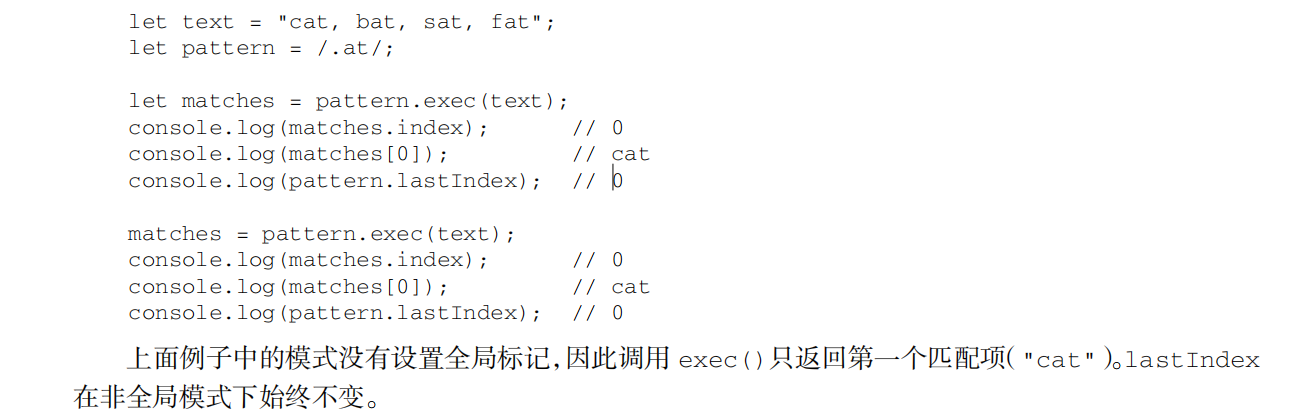 let text = "cat, bat, sat, fat";
let pattern = /.at/;
let matches = pattern.exec(text);
console.log(matches.index);       // 0
console.log(matches[0]);          // cat
console.log(pattern.lastIndex);   // 0
matches = pattern.exec(text);
console.log(matches.index);       // 0
console.log(matches[0]);          // cat
console.log(pattern.lastIndex);   // 0
上面例子中的模式没有设置全局标记，因此调用 exec()只返回第一个匹配项("cat")。lastIndex
在非全局模式下始终不变。